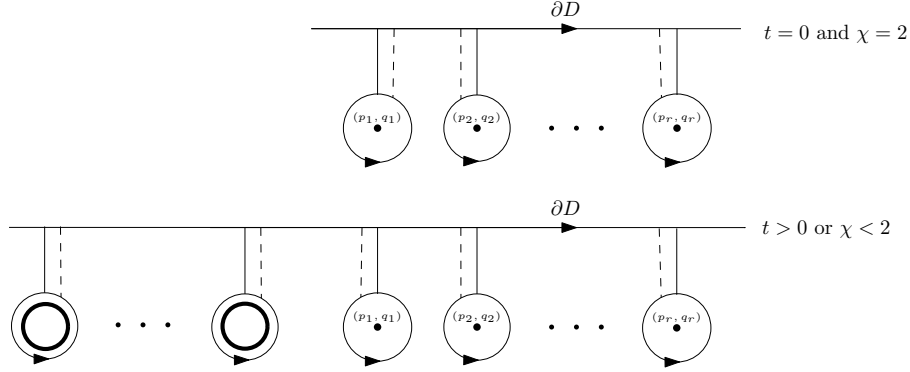 ∂D
t = 0 and χ = 2
(p₁, q₁) (p₂, q₂) · · · (pᵣ, qᵣ)
∂D
t > 0 or χ < 2
· · · (p₁, q₁) (p₂, q₂) · · · (pᵣ, qᵣ)